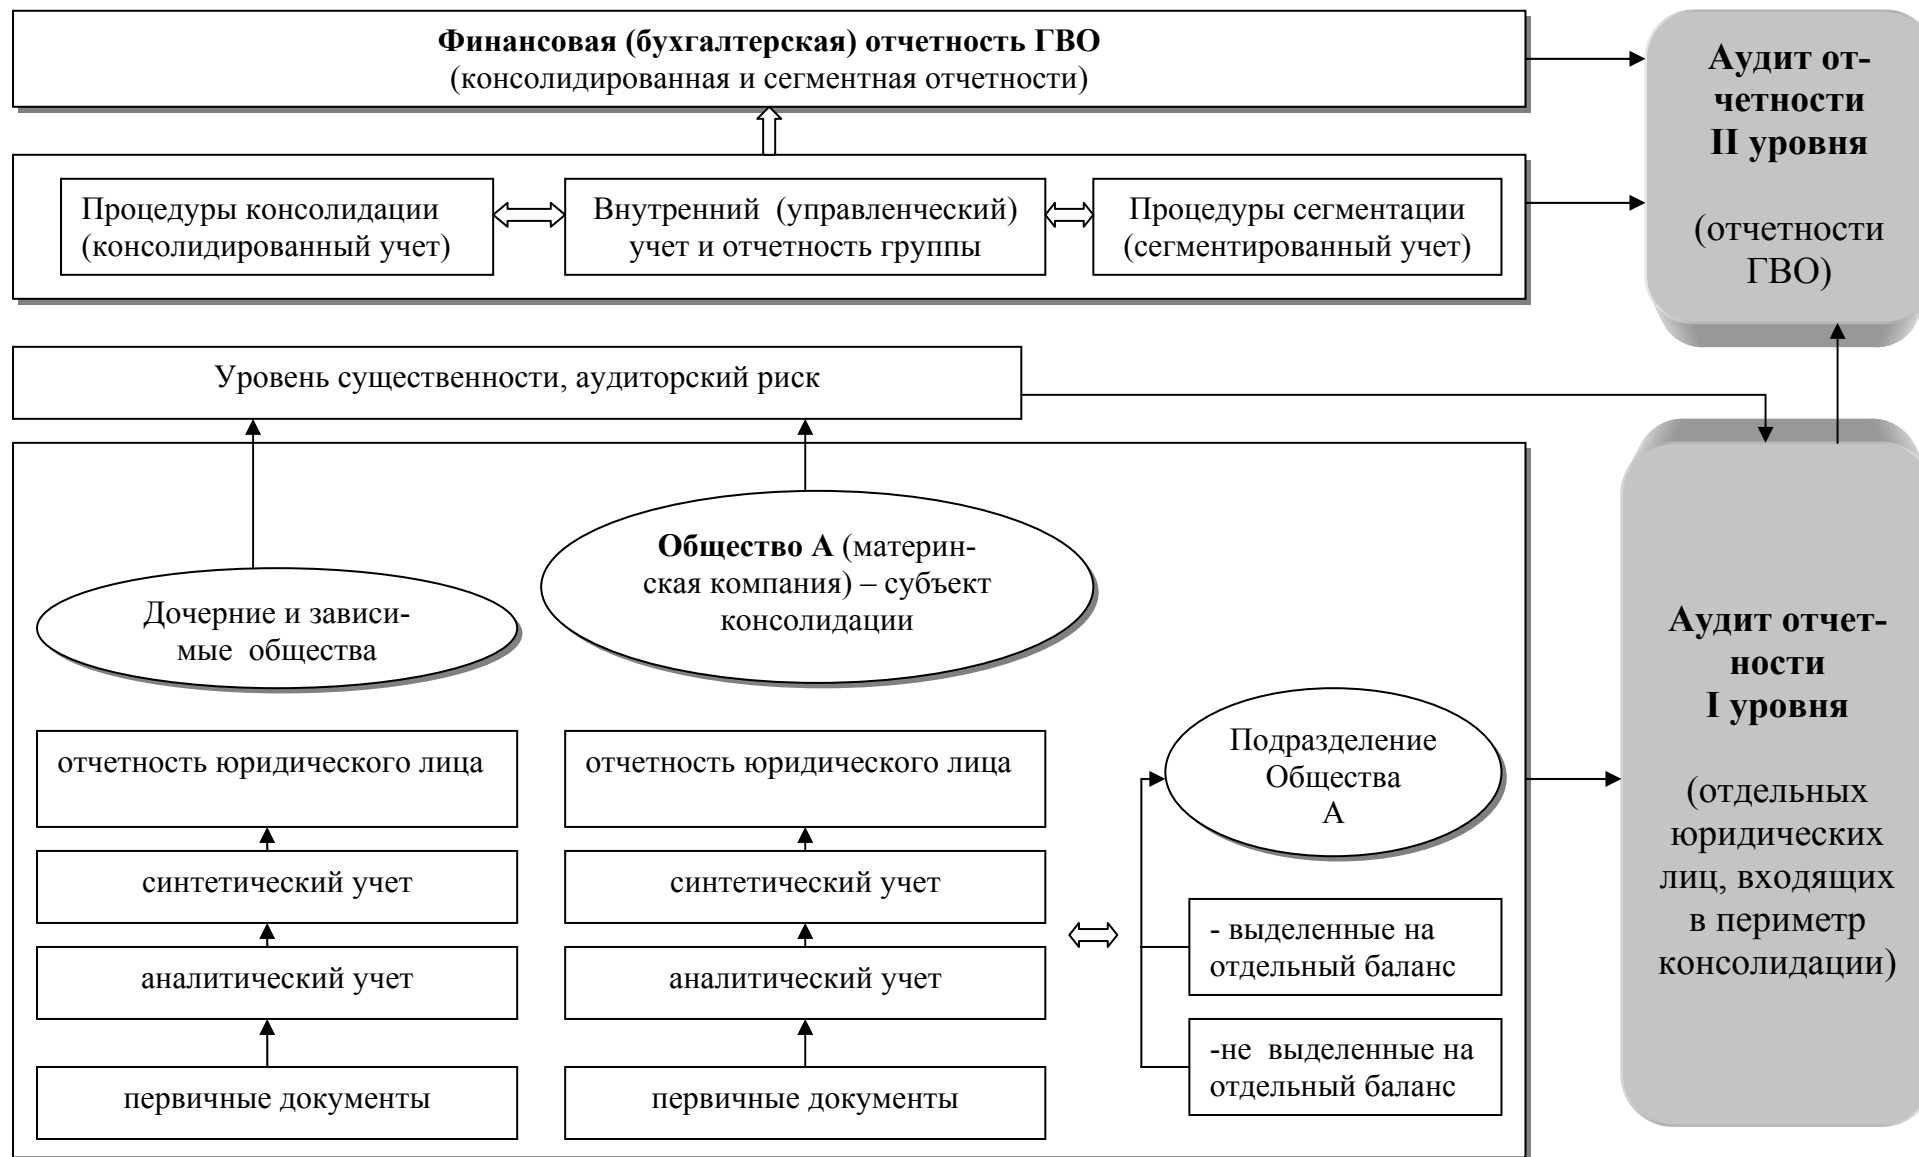 Финансовая (бухгалтерская) отчетность ГВО
(консолидированная и сегментная отчетности)
Аудит от-
четности
II уровня
(отчетности
ГВО)
Процедуры консолидации
(консолидированный учет)
Внутренний (управленческий)
учет и отчетность группы
Процедуры сегментации
(сегментированный учет)
Уровень существенности, аудиторский риск
Дочерние и зависи-
мые общества
Общество А (материн-
ская компания) – субъект
консолидации
Подразделение
Общества
А
отчетность юридического лица
синтетический учет
аналитический учет
первичные документы
отчетность юридического лица
синтетический учет
аналитический учет
первичные документы
- выделенные на
отдельный баланс
-не выделенные на
отдельный баланс
Аудит отчет-
ности
I уровня
(отдельных
юридических
лиц, входящих
в периметр
консолидации)